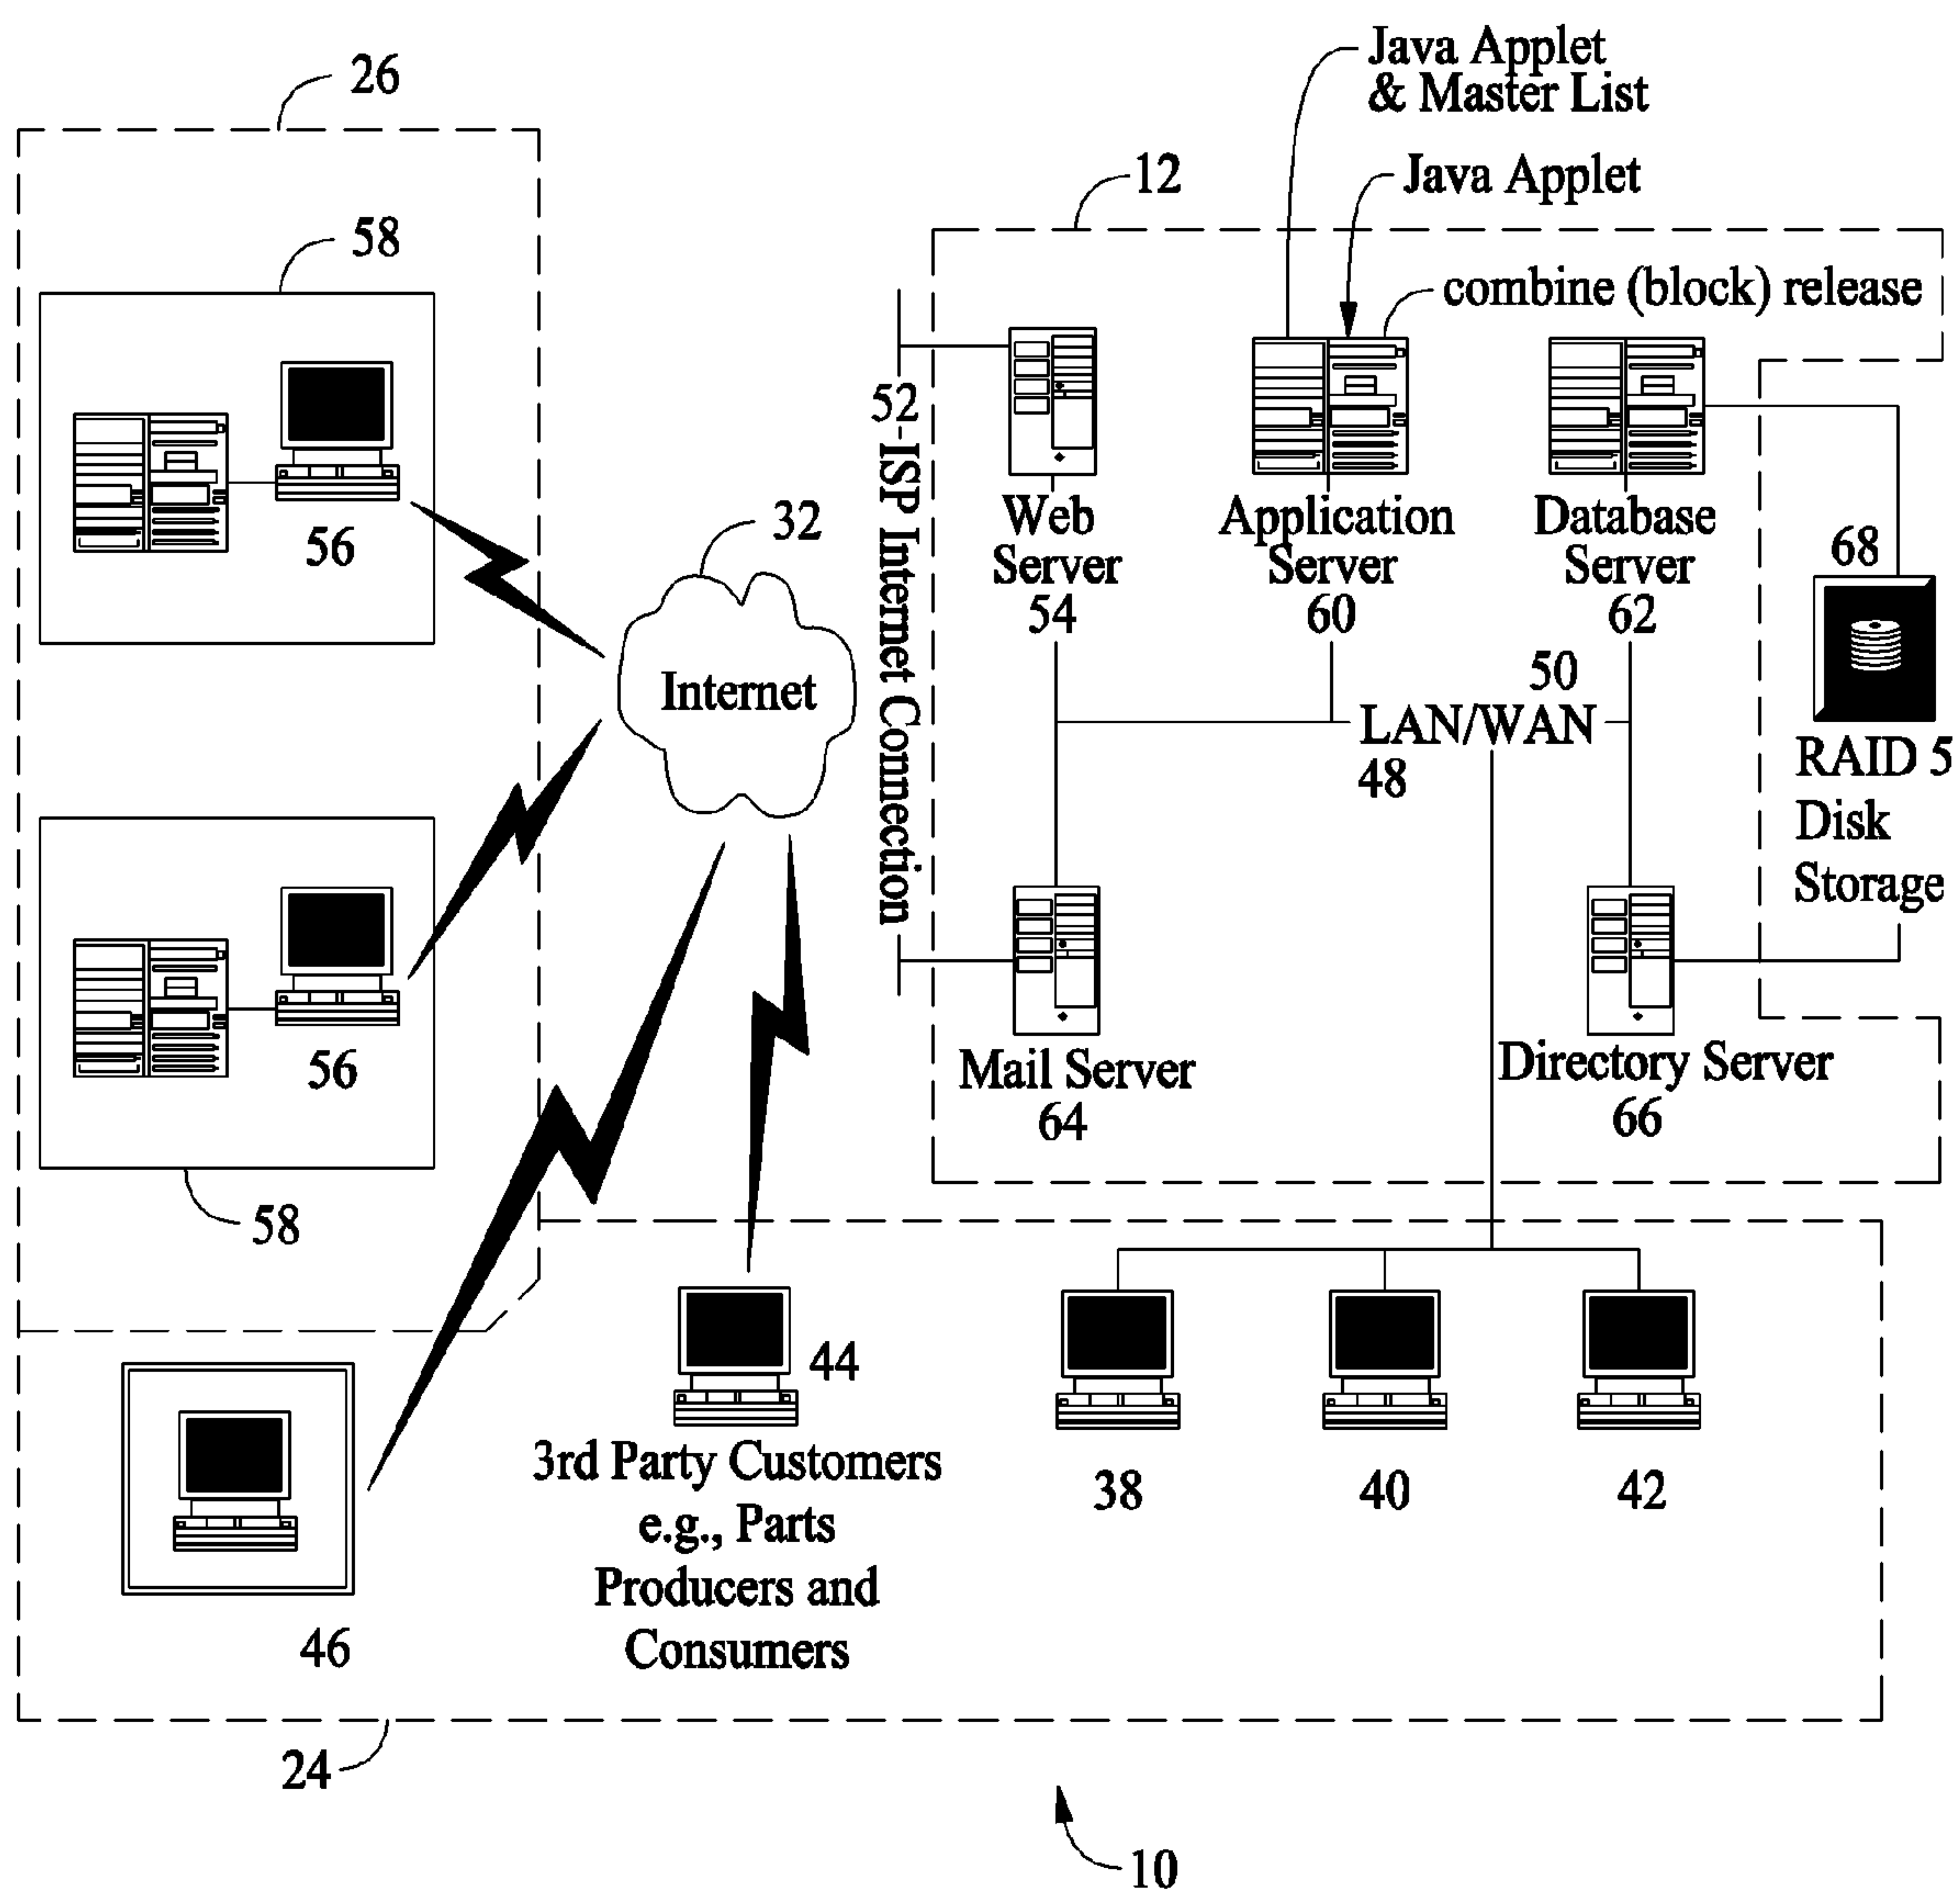 26
Java Applet
& Master List
12
Java Applet
58
combine (block) release
52
ISP Internet Connection
56
32
Web
Server
54
Application
Server
60
Database
Server
62
68
Internet
50
LAN/WAN
48
RAID 5
Disk
Storage
56
Mail Server
64
Directory Server
66
58
44
3rd Party Customers
e.g., Parts
Producers and
Consumers
38
40
42
46
24
10